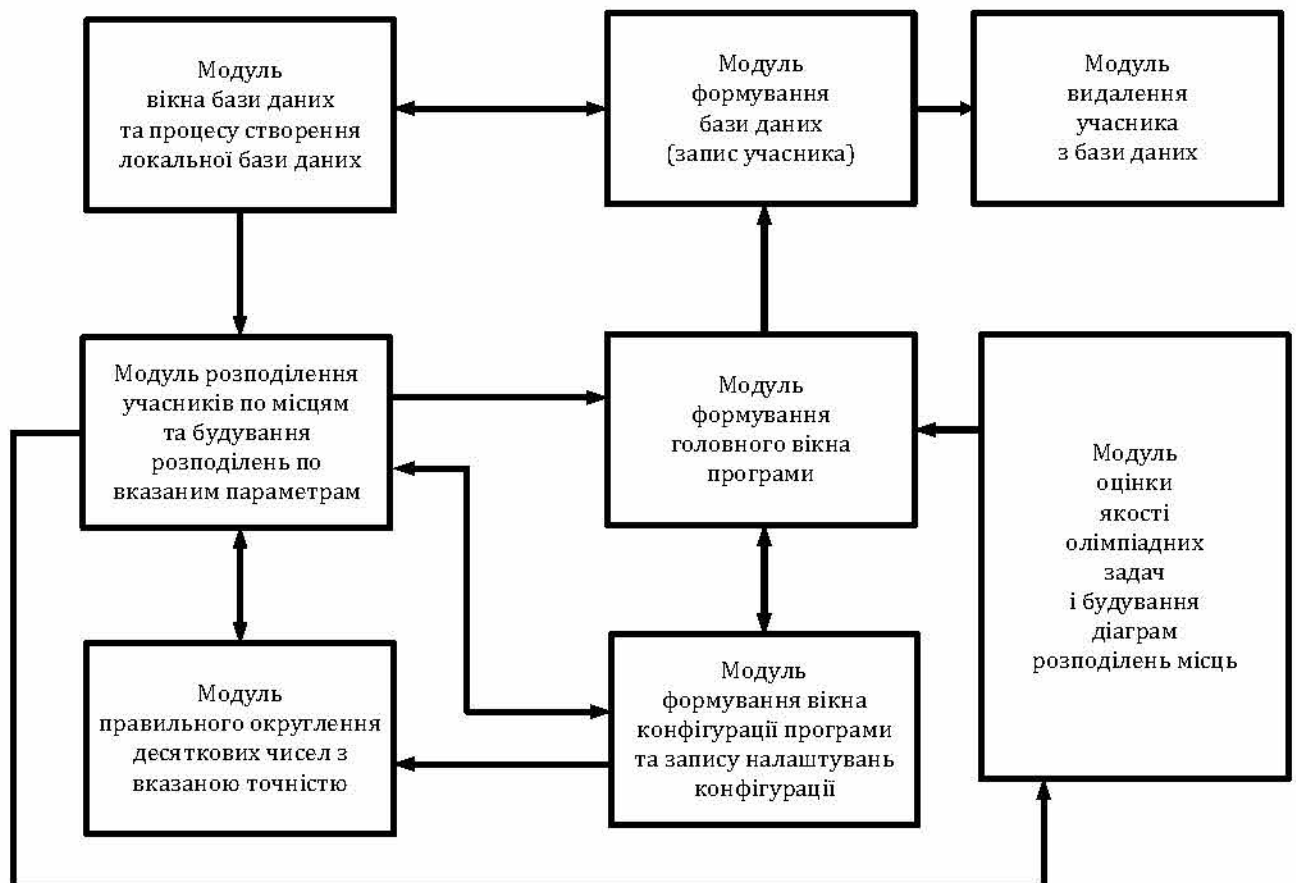 Модуль
вікна бази даних
та процесу створення
локальної бази даних
Модуль
формування
бази даних
(запис учасника)
Модуль
видалення
учасника
з бази даних
Модуль розподілення
учасників по місцям
та будування
розподілень по
вказаним параметрам
Модуль
формування
головного вікна
програми
Модуль
оцінки
якості
олімпіадних
задач
і будування
діаграм
розподілень місць
Модуль
правильного округлення
десяткових чисел з
вказаною точністю
Модуль
формування вікна
конфігурації програми
та запису налаштувань
конфігурації